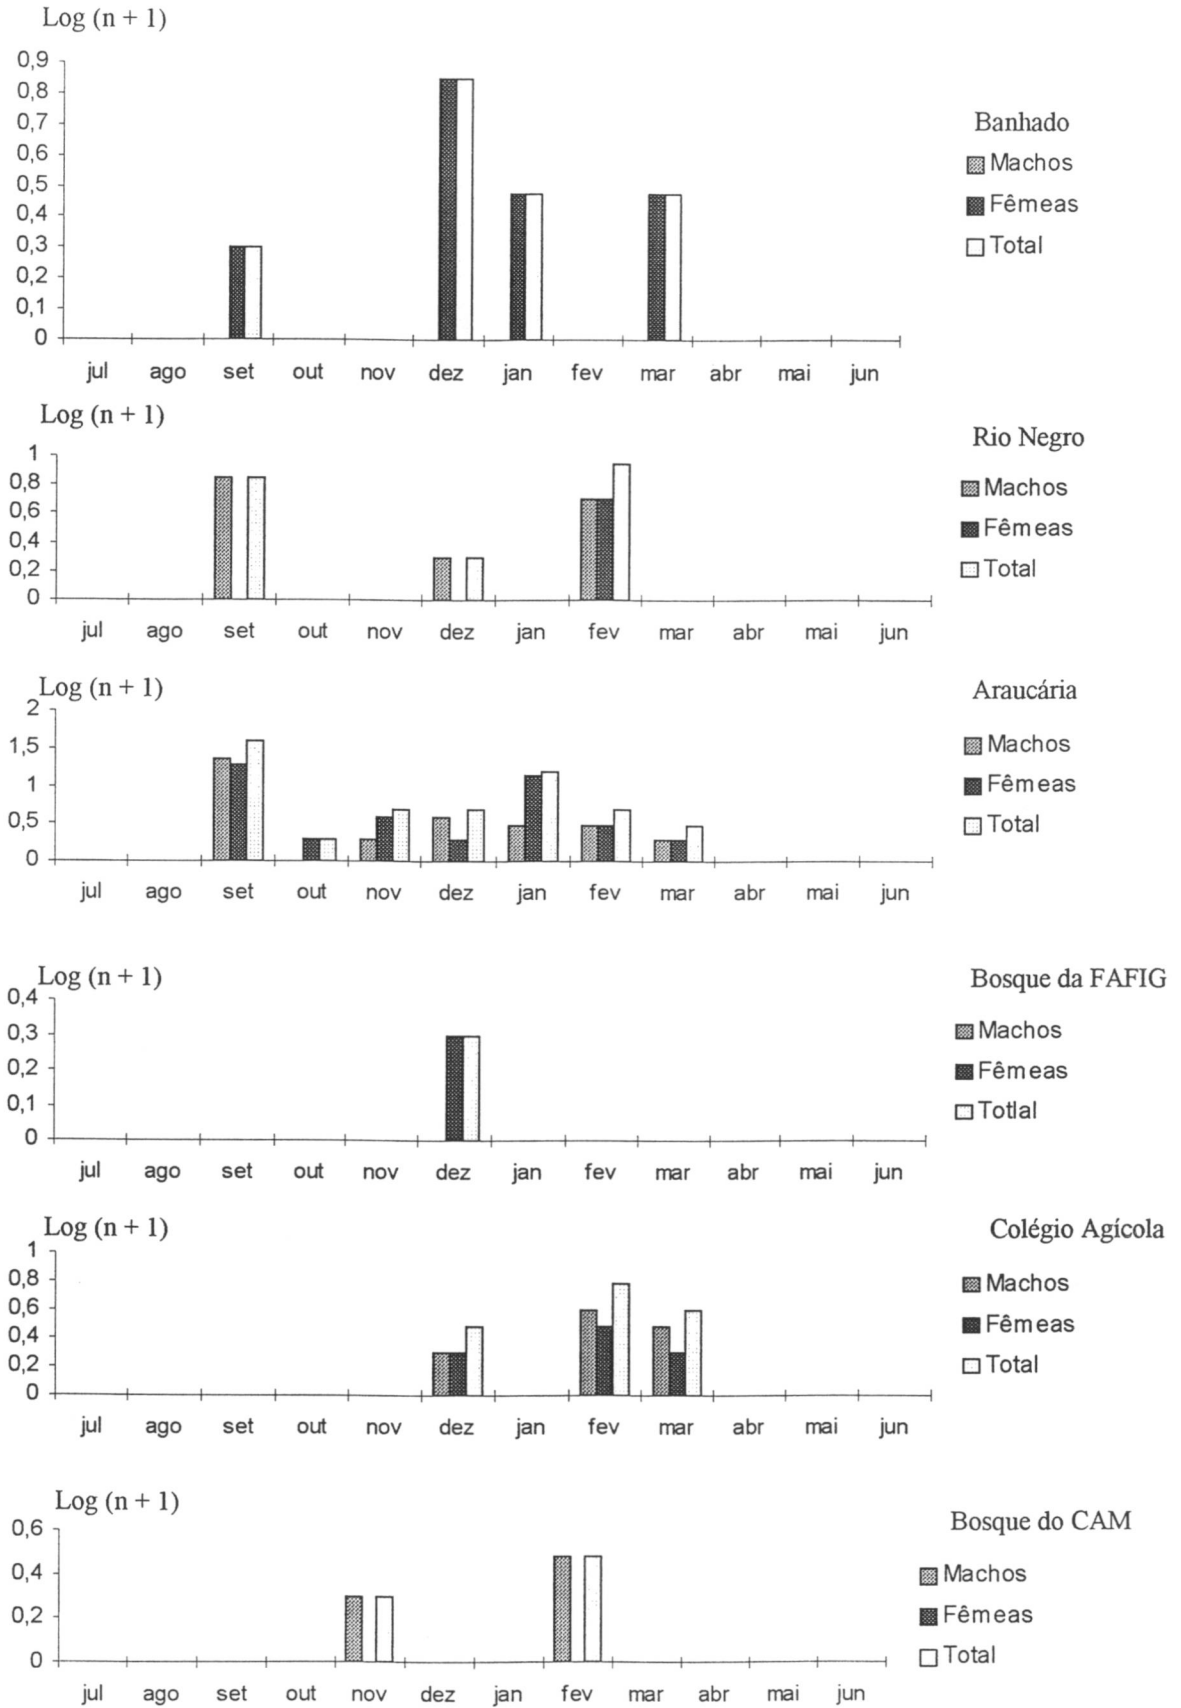 Log (n + 1)
0,9
0,8
0,7
0,6
0,5
0,4
0,3
0,2
0,1
0
jul ago set out nov dez jan fev mar abr mai jun
Banhado
Machos
Fêmeas
Total
Log (n + 1)
1
0,8
0,6
0,4
0,2
0
jul ago set out nov dez jan fev mar abr mai jun
Rio Negro
Machos
Fêmeas
Total
Log (n + 1)
2
1,5
1
0,5
0
jul ago set out nov dez jan fev mar abr mai jun
Araucária
Machos
Fêmeas
Total
Log (n + 1)
0,4
0,3
0,2
0,1
0
jul ago set out nov dez jan fev mar abr mai jun
Bosque da FAFIG
Machos
Fêmeas
Totlal
Log (n + 1)
1
0,8
0,6
0,4
0,2
0
jul ago set out nov dez jan fev mar abr mai jun
Colégio Agícola
Machos
Fêmeas
Total
Log (n + 1)
0,6
0,4
0,2
0
jul ago set out nov dez jan fev mar abr mai jun
Bosque do CAM
Machos
Fêmeas
Total